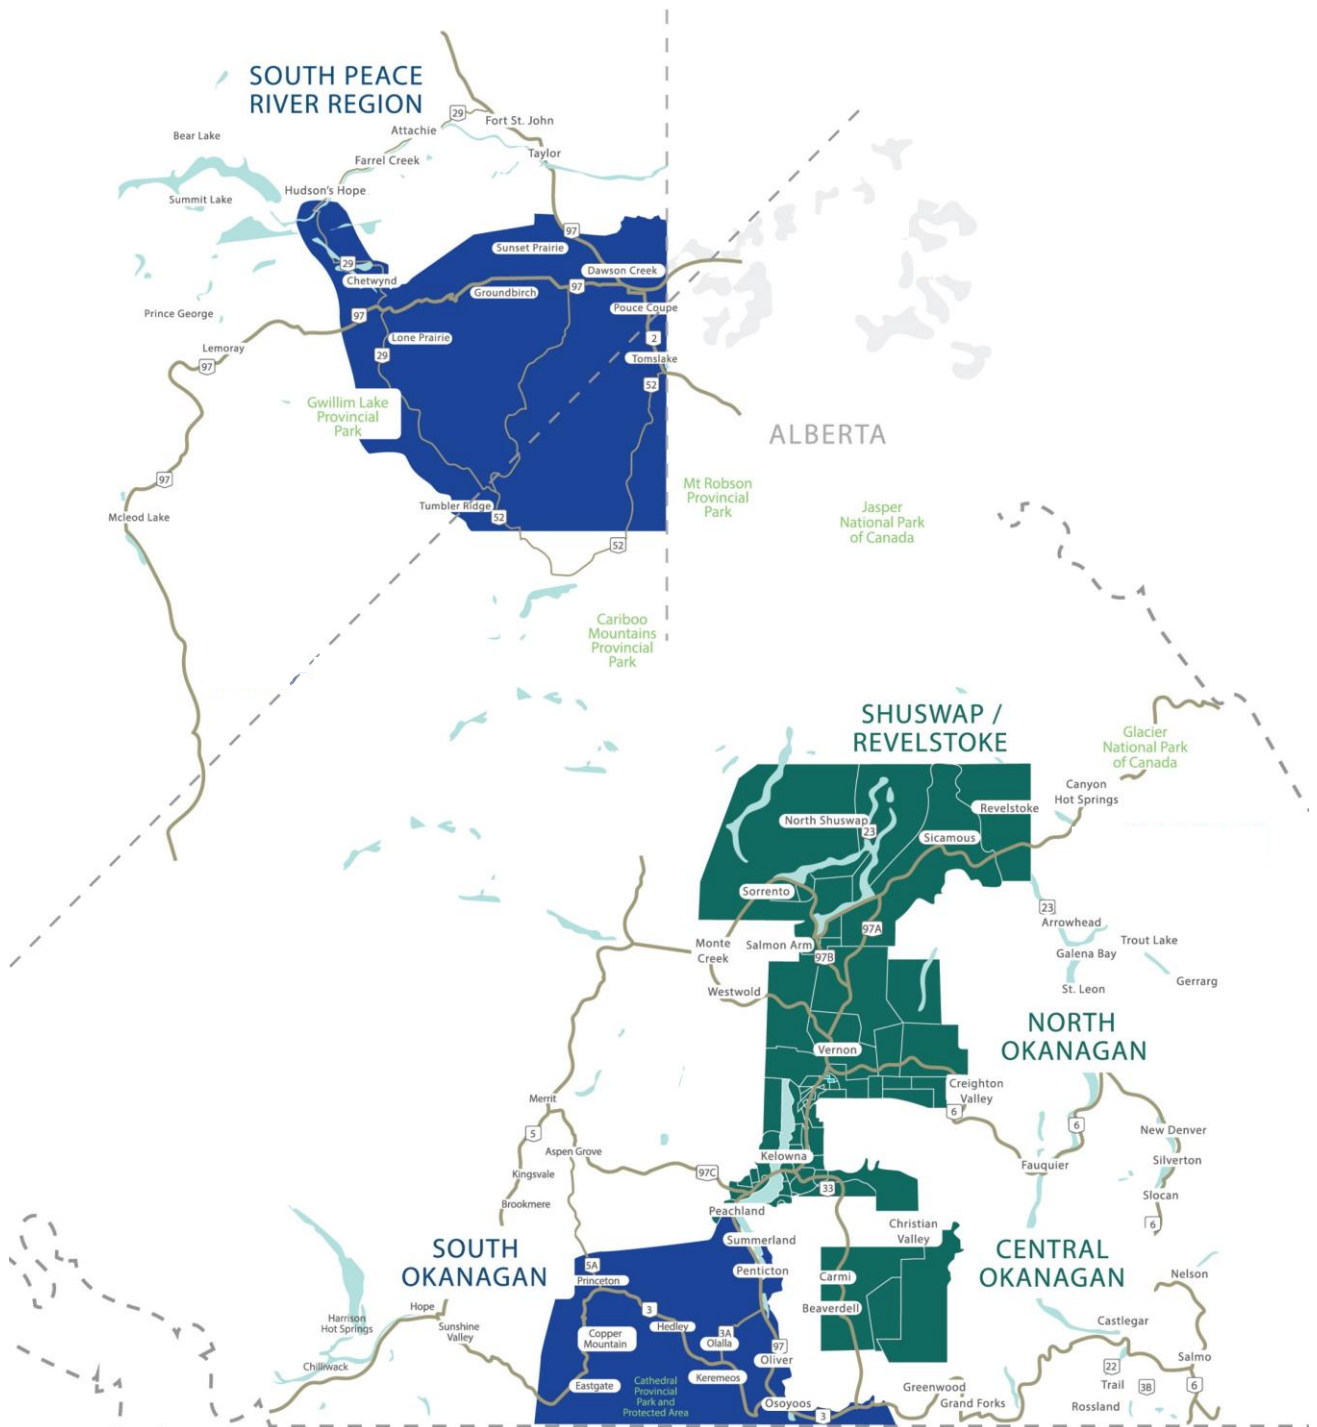 SOUTH PEACE
RIVER REGION
29
Fort St. John
Attachie
Bear Lake
Farrel Creek
Taylor
Hudson's Hope
Summit Lake
97
Sunset Prairie
29
Dawson Creek
Chetwynd
97
Groundbirch
Prince George
97
Pouce Coupe
Lone Prairie
2
Lemoray
29
Tomslake
97
52
Gwillim Lake
Provincial
Park
ALBERTA
97
Mt Robson
Provincial
Park
Tumbler Ridge
Mcleod Lake
52
Jasper
National Park
of Canada
52
Cariboo
Mountains
Provincial
Park
SHUSWAP /
REVELSTOKE
Glacier
National Park
of Canada
Canyon
Hot Springs
Revelstoke
North Shuswap
23
Sicamous
Sorrento
23
Arrowhead
97A
Monte
Creek
Salmon Arm
97B
Trout Lake
Galena Bay
Gerrarg
Westwold
St. Leon
NORTH
OKANAGAN
Vernon
Creighton
Valley
Merrit
6
6
5
New Denver
Aspen Grove
Kelowna
Silverton
Fauquier
Kingsvale
97C
33
Slocan
Brookmere
Peachland
6
Christian
Valley
Summerland
SOUTH
OKANAGAN
CENTRAL
OKANAGAN
5A
Penticton
Carmi
Nelson
Princeton
Hope
3
Beaverdell
Harrison
Hot Springs
Sunshine
Valley
Hedley
3A
Castlegar
Copper
Mountain
Olalla
97
Oliver
Salmo
Chilliwack
22
Keremeos
Eastgate
Trail
3B
6
Cathedral
Provincial
Park and
Protected Area
Greenwood
Osoyoos
Grand Forks
Rossland
3